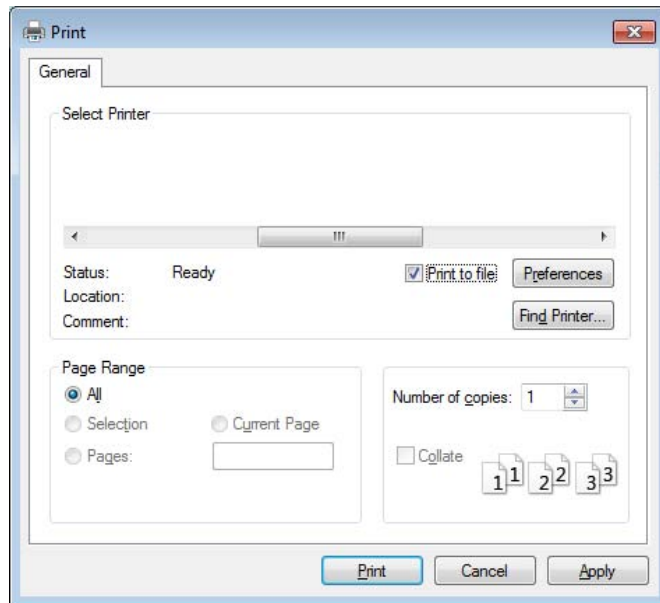 Print
General
Select Printer
Status: Ready
Print to file
Preferences
Location:
Comment:
Find Printer...
Page Range
All
Selection
Current Page
Pages:
Number of copies: 1
Collate
1 1 2 2 3 3
Print
Cancel
Apply